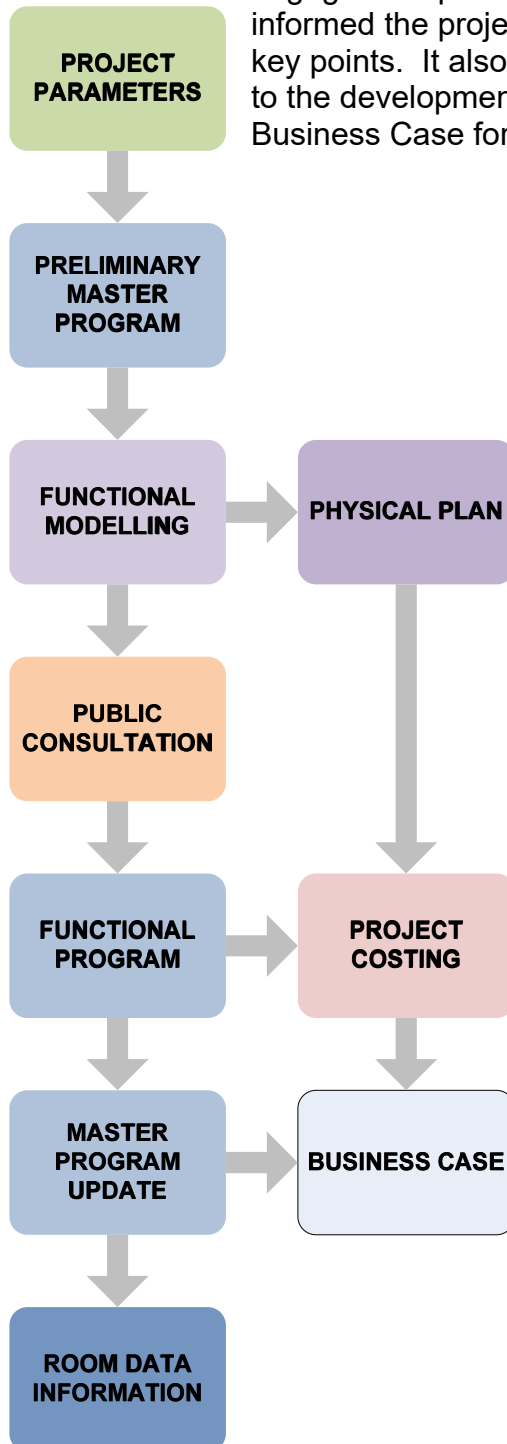 informed the projec
key points.  It also
to the developmen
Business Case for
PROJECT
PARAMETERS
PRELIMINARY
MASTER
PROGRAM
FUNCTIONAL
MODELLING
PHYSICAL PLAN
PUBLIC
CONSULTATION
FUNCTIONAL
PROGRAM
PROJECT
COSTING
MASTER
PROGRAM
UPDATE
BUSINESS CASE
ROOM DATA
INFORMATION